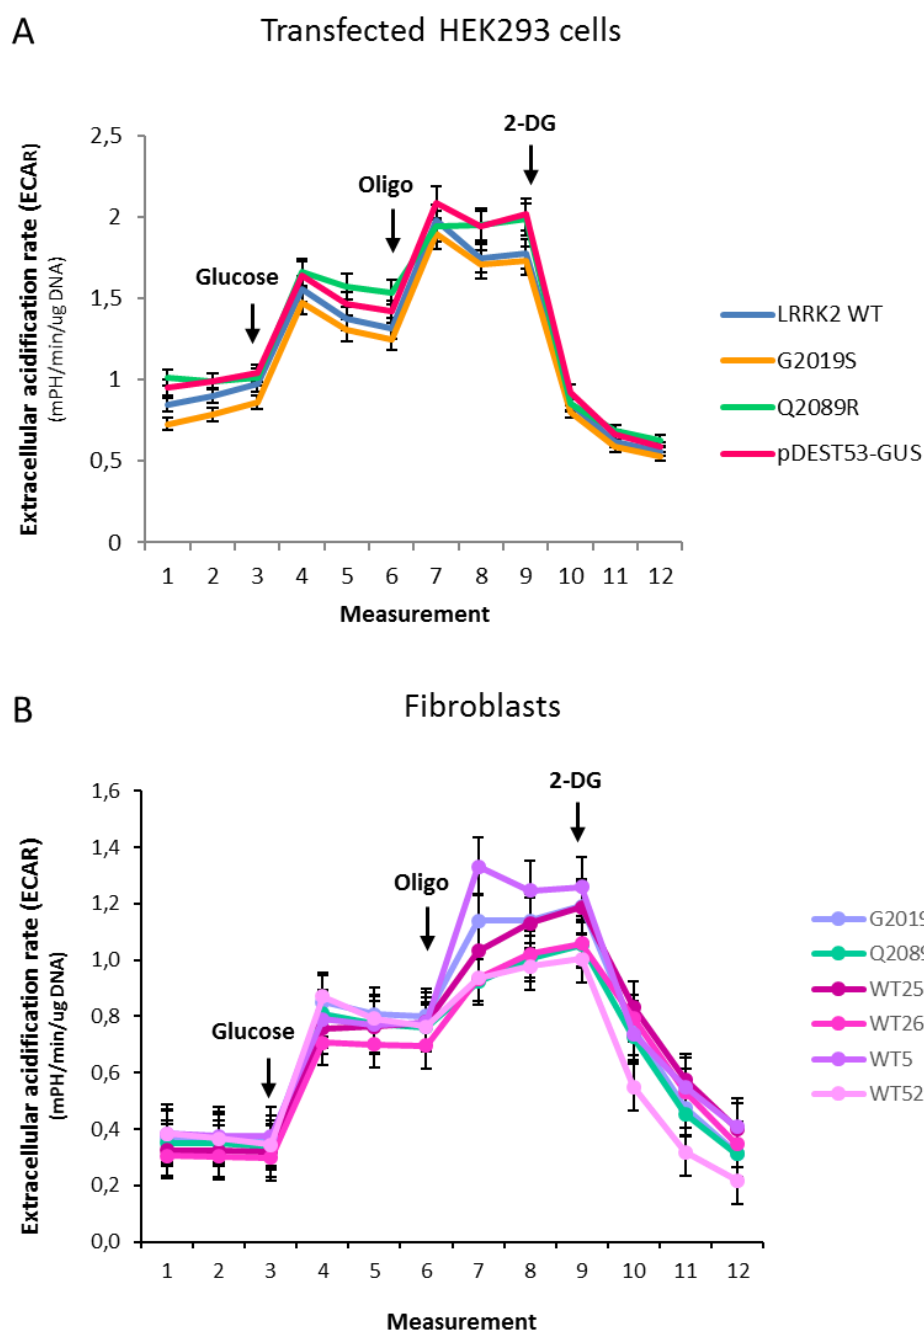 A
Transfected HEK293 cells
Extracellular acidification rate (ECAR)
(mPH/min/ug DNA)
2,5
2
1,5
1
0,5
0
Glucose
Oligo
2-DG
1 2 3 4 5 6 7 8 9 10 11 12
Measurement
LRRK2 WT
G2019S
Q2089R
pDEST53-GUS
B
Fibroblasts
Extracellular acidification rate (ECAR)
(mPH/min/ug DNA)
1,6
1,4
1,2
1,0
0,8
0,6
0,4
0,2
0,0
Glucose
Oligo
2-DG
1 2 3 4 5 6 7 8 9 10 11 12
Measurement
G2019
Q2089
WT25
WT26
WT5
WT52